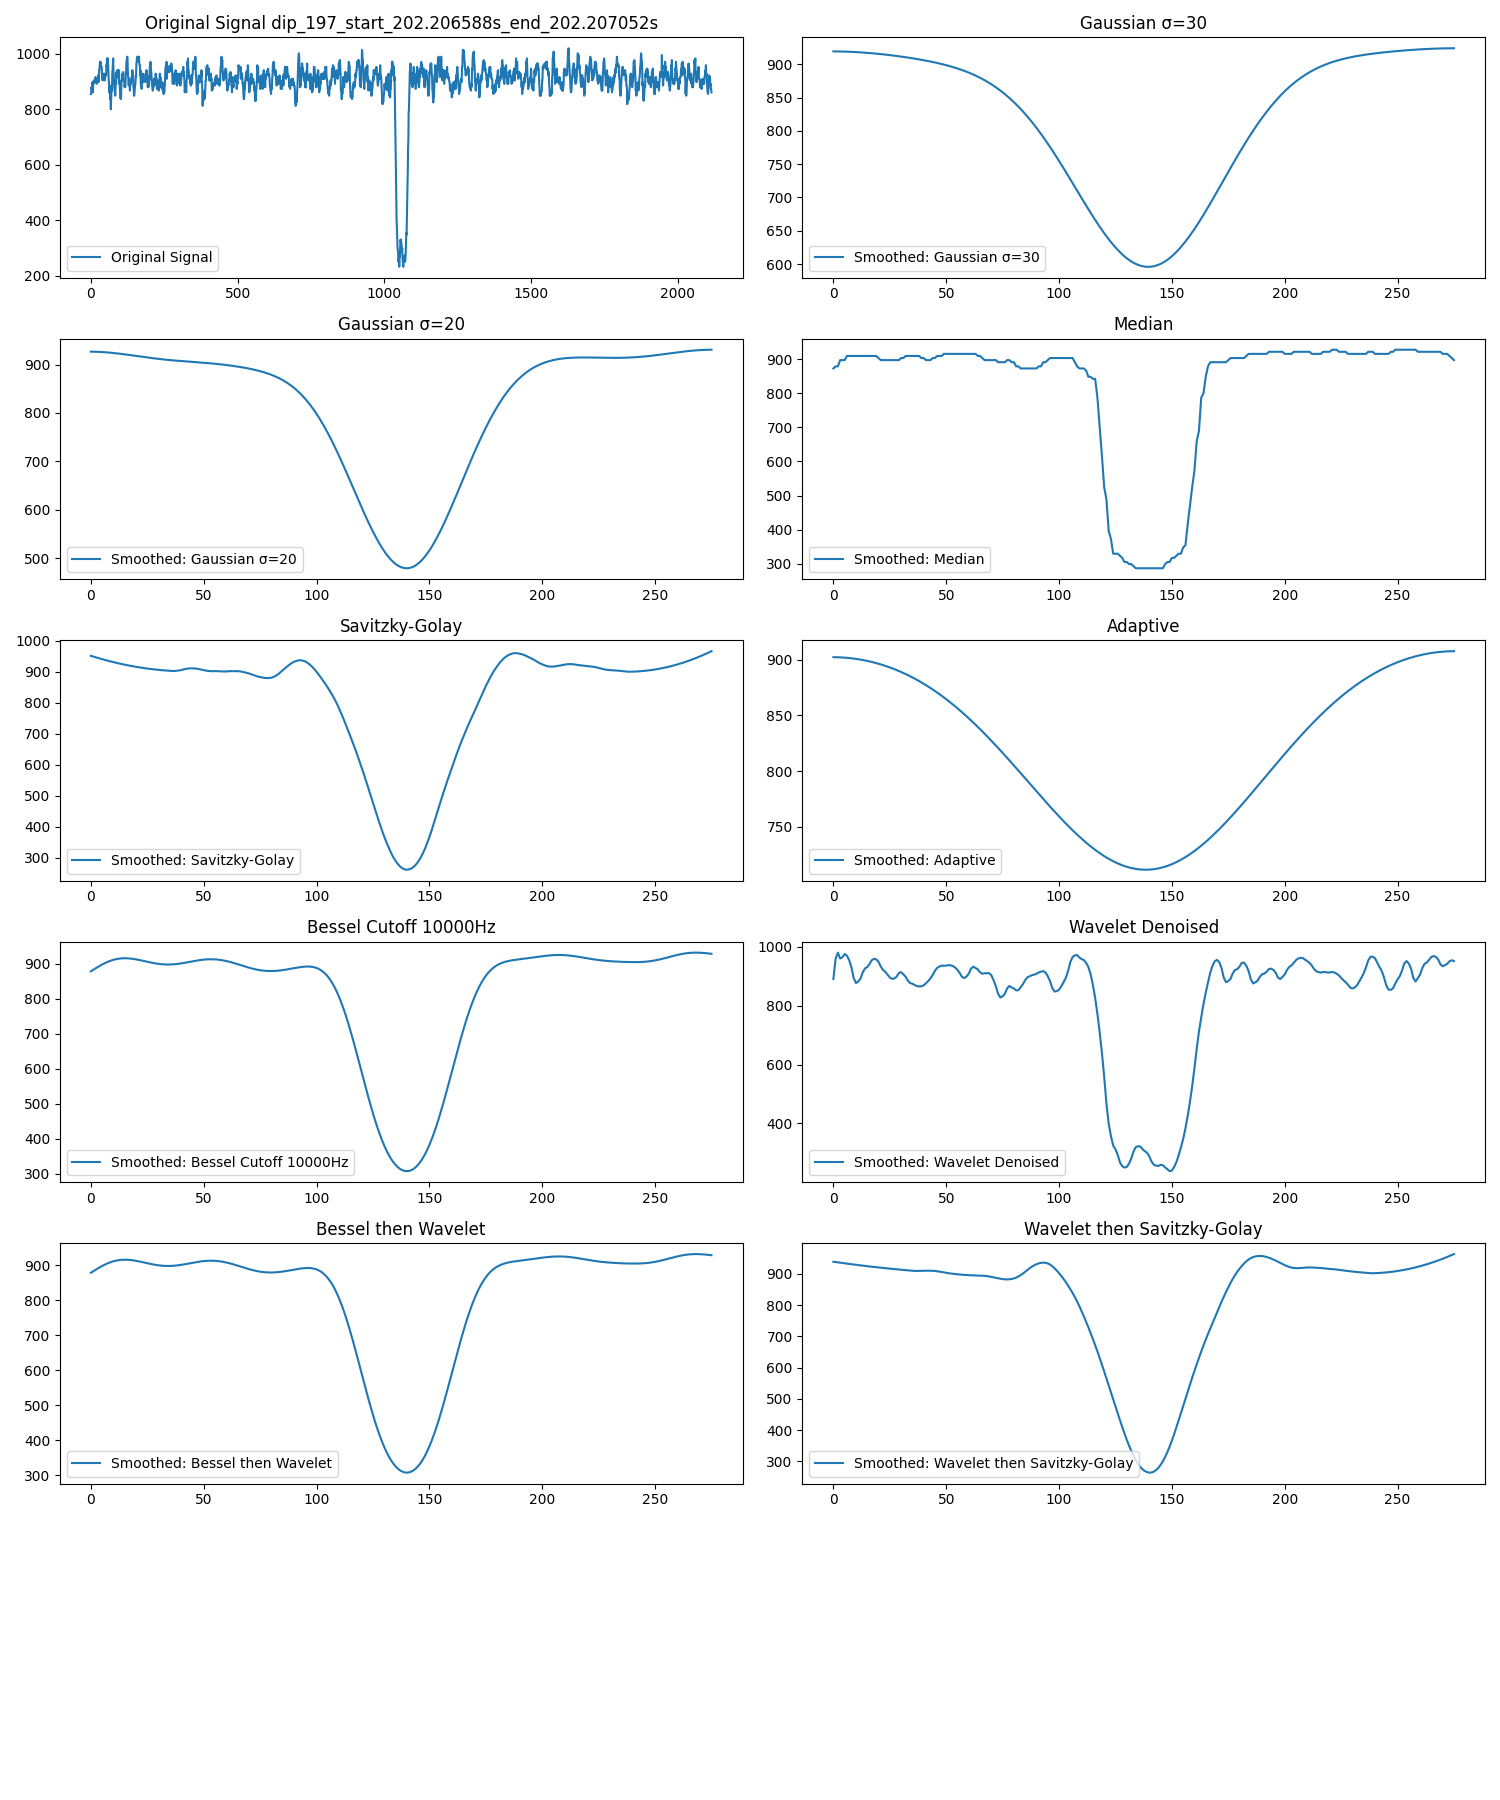 Original Signal dip_197_start_202.206588s_end_202.207052s
1000
800
600
400
200
Original Signal
0 500 1000 1500 2000
Gaussian σ=30
900
850
800
750
700
650
600
Smoothed: Gaussian σ=30
0 50 100 150 200 250
Gaussian σ=20
900
800
700
600
500
Smoothed: Gaussian σ=20
0 50 100 150 200 250
Median
900
800
700
600
500
400
300
Smoothed: Median
0 50 100 150 200 250
Savitzky-Golay
1000
900
800
700
600
500
400
300
Smoothed: Savitzky-Golay
0 50 100 150 200 250
Adaptive
900
850
800
750
Smoothed: Adaptive
0 50 100 150 200 250
Bessel Cutoff 10000Hz
900
800
700
600
500
400
300
Smoothed: Bessel Cutoff 10000Hz
0 50 100 150 200 250
Wavelet Denoised
1000
800
600
400
Smoothed: Wavelet Denoised
0 50 100 150 200 250
Bessel then Wavelet
900
800
700
600
500
400
300
Smoothed: Bessel then Wavelet
0 50 100 150 200 250
Wavelet then Savitzky-Golay
900
800
700
600
500
400
300
Smoothed: Wavelet then Savitzky-Golay
0 50 100 150 200 250